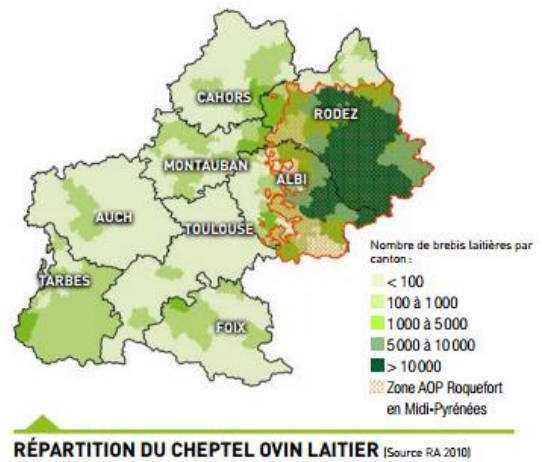 CAHORS
RODEZ
MONTAUBAN
ALBI
AUCH
TOULOUSE
TARBES
FOIX
Nombre de brebis laitières par
canton :
< 100
100 à 1 000
1 000 à 5 000
5 000 à 10 000
> 10 000
Zone AOP Roquefort
en Midi-Pyrénées
RÉPARTITION DU CHEPTEL OVIN LAITIER (Source RA 2010)